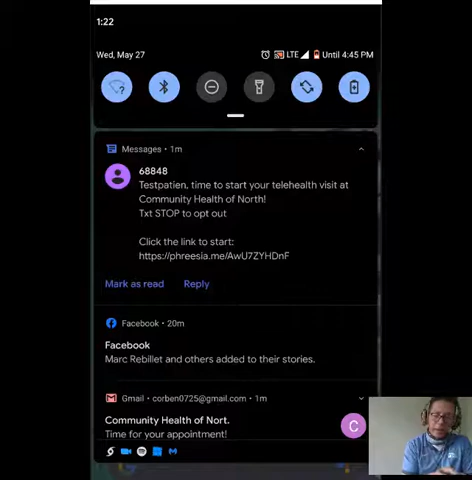 1:22
Wed, May 27
LTE
Until 4:45 PM
Messages • 1m
68848
Testpatien, time to start your telehealth visit at
Community Health of North!
Txt STOP to opt out
Click the link to start:
https://phreesia.me/AwU7ZYHDnF
Mark as read
Reply
Facebook • 20m
Facebook
Marc Rebillet and others added to their stories.
Gmail • corben0725@gmail.com • 1m
Community Health of Nort.
Time for your appointment!
C